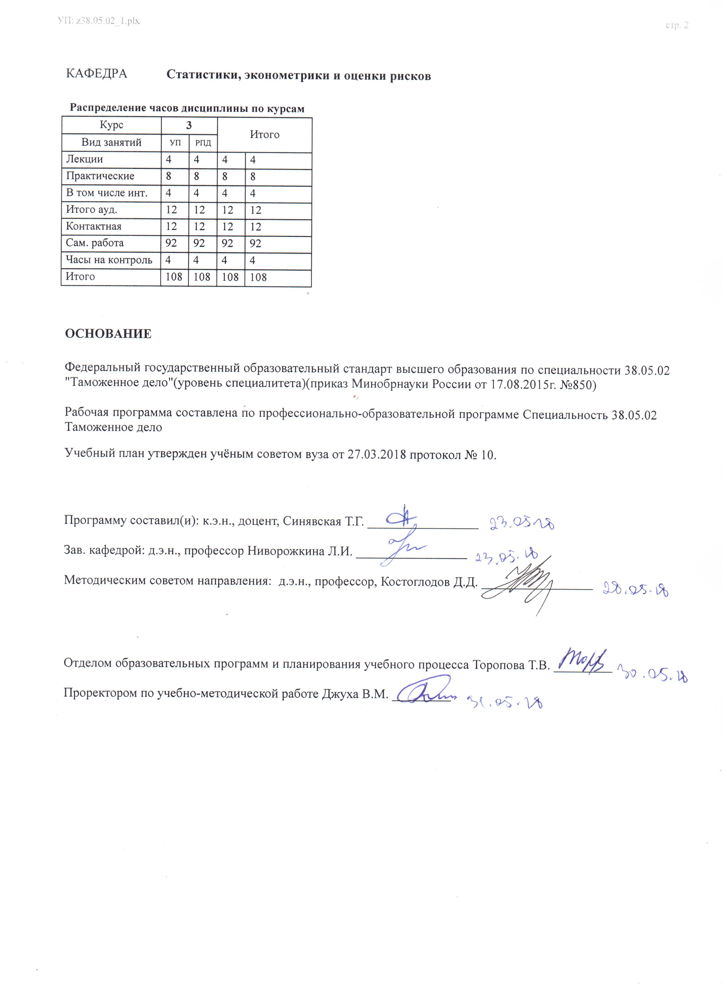 УП: z38.05.02_1.plx
стр. 2
КАФЕДРА Статистики, эконометрики и оценки рисков
Распределение часов дисциплины по курсам
Курс 3 Итого
Вид занятий УП РПД
Лекции 4 4 4 4
Практические 8 8 8 8
В том числе инт. 4 4 4 4
Итого ауд. 12 12 12 12
Контактная 12 12 12 12
Сам. работа 92 92 92 92
Часы на контроль 4 4 4 4
Итого 108 108 108 108
ОСНОВАНИЕ
Федеральный государственный образовательный стандарт высшего образования по специальности 38.05.02
"Таможенное дело"(уровень специалитета)(приказ Минобрнауки России от 17.08.2015г. №850)
Рабочая программа составлена по профессионально-образовательной программе Специальность 38.05.02
Таможенное дело
Учебный план утвержден учёным советом вуза от 27.03.2018 протокол № 10.
Программу составил(и): к.э.н., доцент, Синявская Т.Г. 23.05.18
Зав. кафедрой: д.э.н., профессор Ниворожкина Л.И. 23.05.18
Методическим советом направления: д.э.н., профессор, Костоглодов Д.Д. 28.05.18
Отделом образовательных программ и планирования учебного процесса Торопова Т.В. 30.05.18
Проректором по учебно-методической работе Джуха В.М. 31.05.18